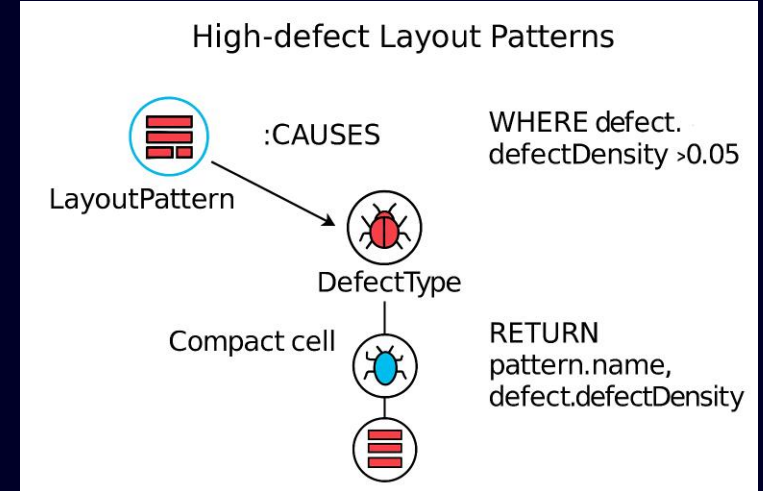 High-defect Layout Patterns
:CAUSES
WHERE defect.
defectDensity >0.05
LayoutPattern
DefectType
Compact cell
RETURN
pattern.name,
defect.defectDensity